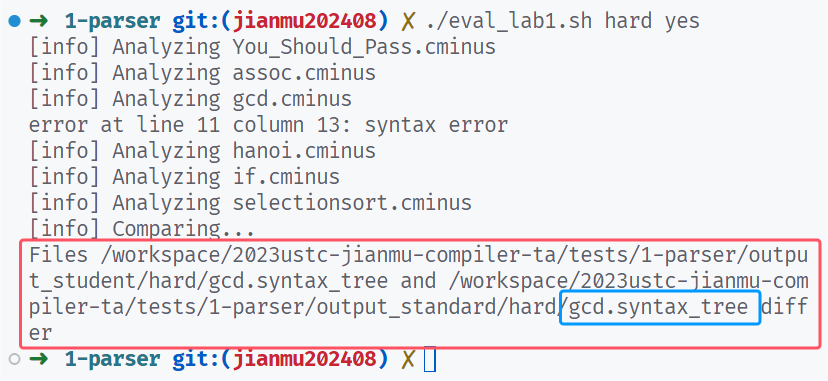 ➜ 1-parser git:(jianmu202408) ✗ ./eval_lab1.sh hard yes
[info] Analyzing You_Should_Pass.cminus
[info] Analyzing assoc.cminus
[info] Analyzing gcd.cminus
error at line 11 column 13: syntax error
[info] Analyzing hanoi.cminus
[info] Analyzing if.cminus
[info] Analyzing selectionsort.cminus
[info] Comparing...
Files /workspace/2023ustc-jianmu-compiler-ta/tests/1-parser/outpu
t_student/hard/gcd.syntax_tree and /workspace/2023ustc-jianmu-com
piler-ta/tests/1-parser/output_standard/hard/gcd.syntax_tree diff
er
➜ 1-parser git:(jianmu202408) ✗